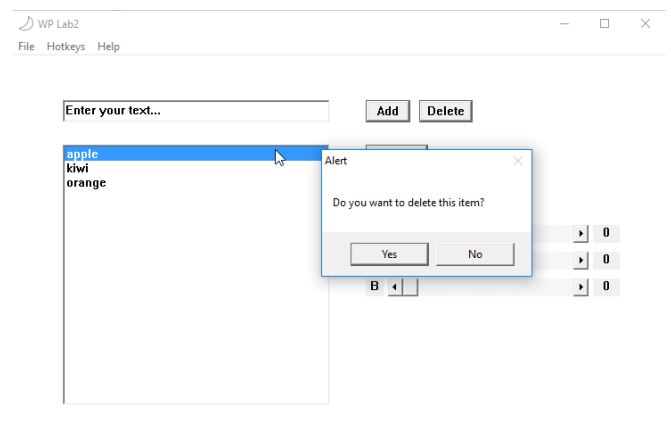 WP Lab2
File Hotkeys Help
Enter your text...
Add Delete
apple
kiwi
orange
Alert
Do you want to delete this item?
Yes No
0
0
B 0